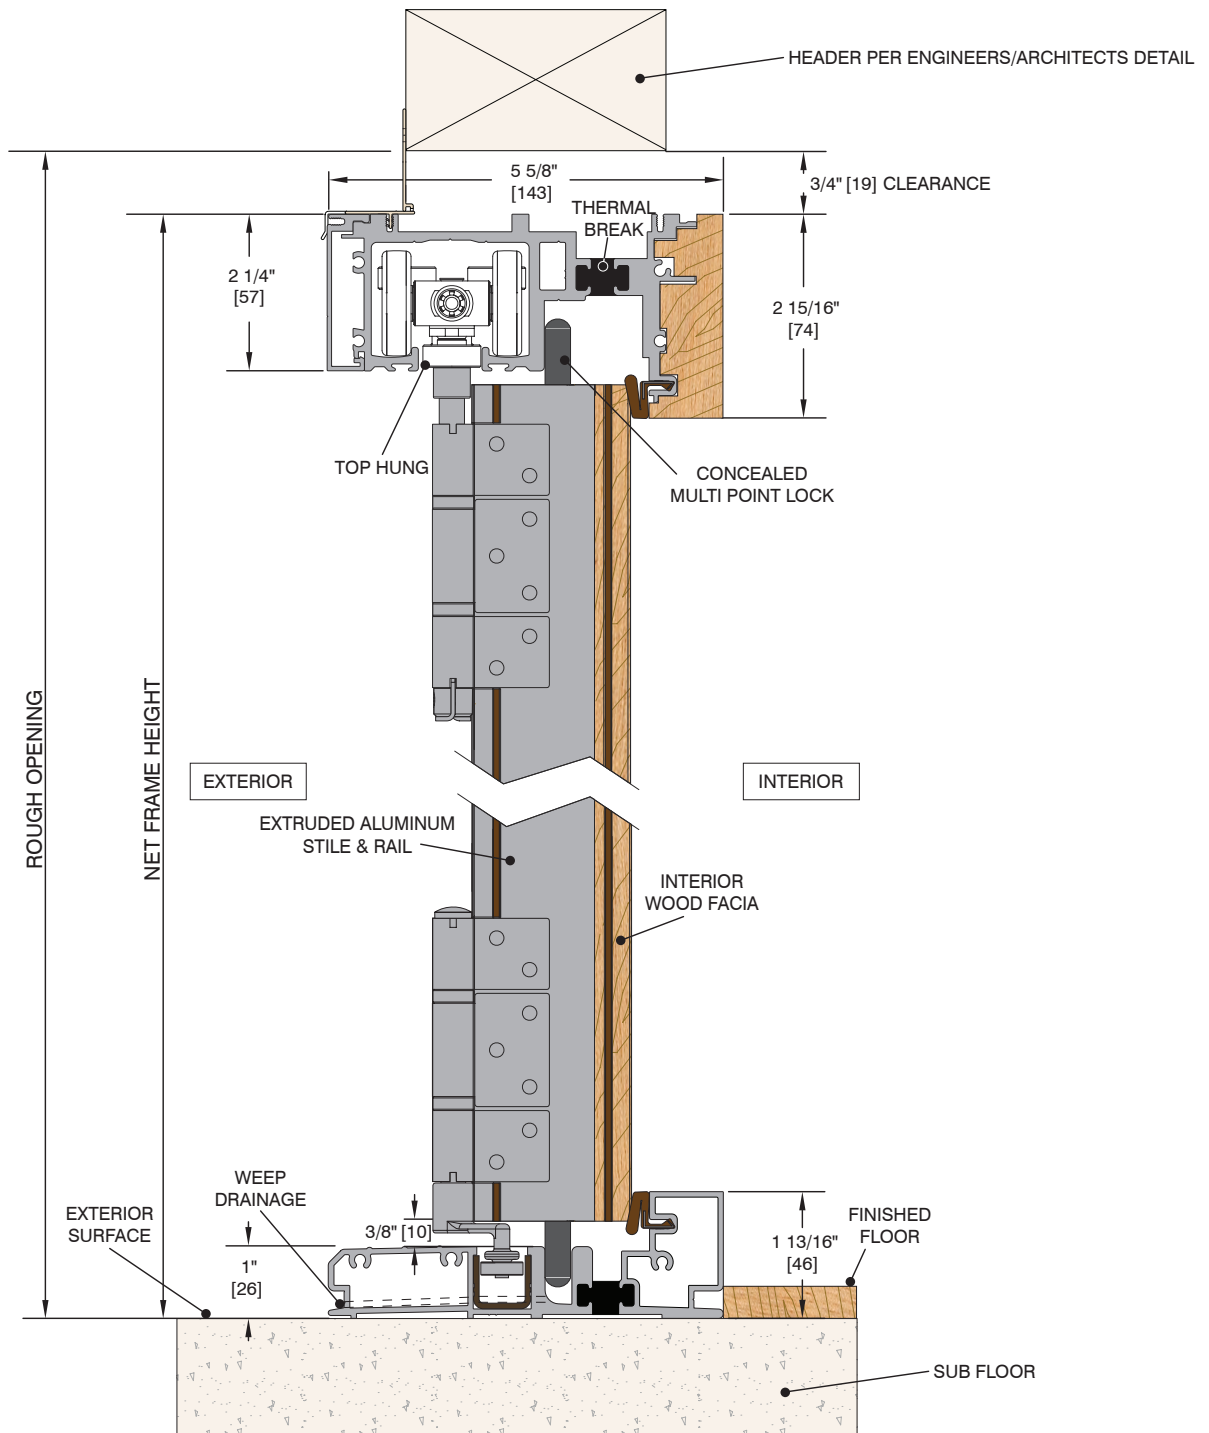 HEADER PER ENGINEERS/ARCHITECTS DETAIL
5 5/8"
[143]
3/4" [19] CLEARANCE
THERMAL
BREAK
2 1/4"
[57]
2 15/16"
[74]
TOP HUNG
CONCEALED
MULTI POINT LOCK
ROUGH OPENING
NET FRAME HEIGHT
EXTERIOR
INTERIOR
EXTRUDED ALUMINUM
STILE & RAIL
INTERIOR
WOOD FACIA
WEEP
DRAINAGE
EXTERIOR
SURFACE
3/8" [10]
FINISHED
FLOOR
1 13/16"
[46]
1"
[26]
SUB FLOOR